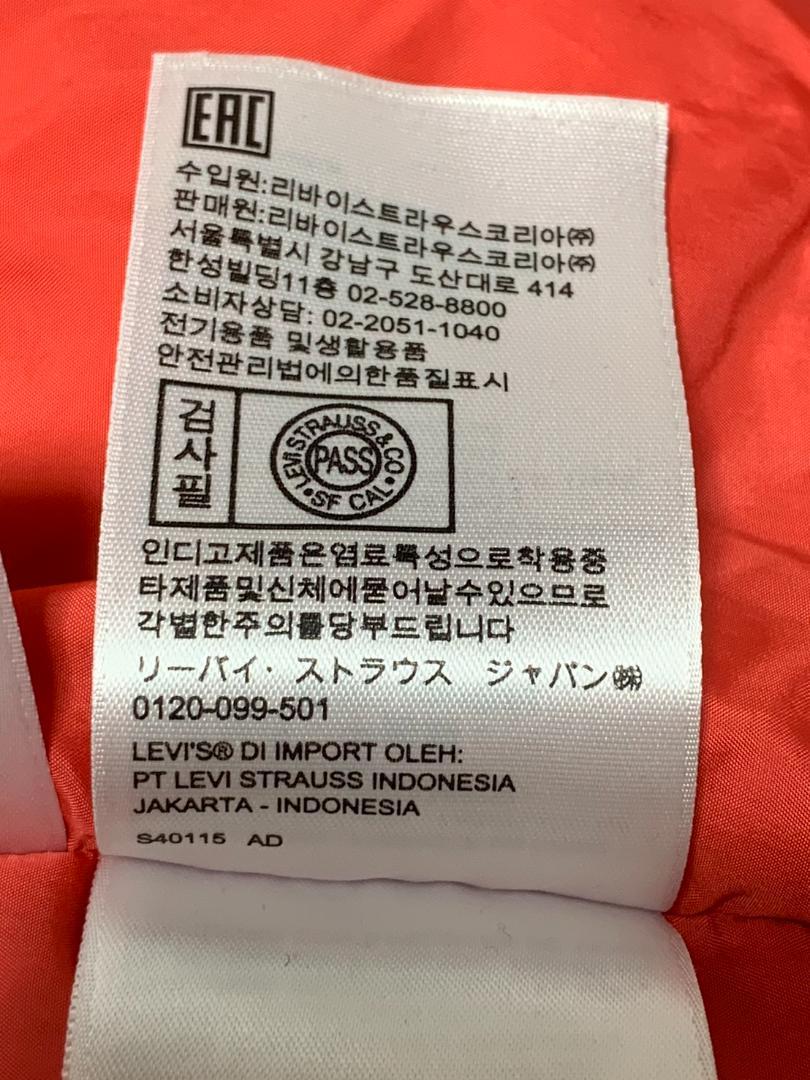 EAC
수입원:리바이스트라우스코리아㈜
판매원:리바이스트라우스코리아㈜
서울특별시 강남구 도산대로 414
한성빌딩11층 02-528-8800
소비자상담: 02-2051-1040
전기용품 및생활용품
안전관리법에의한품질표시
검사필
LEVI STRAUSS & CO
PASS
• SF CAL •
인디고제품은염료특성으로착용중
타제품및신체에묻어날수있으므로
각별한주의를당부드립니다
リーバイ・ストラウス ジャパン㈱
0120-099-501
LEVI'S® DI IMPORT OLEH:
PT LEVI STRAUSS INDONESIA
JAKARTA - INDONESIA
S40115 AD